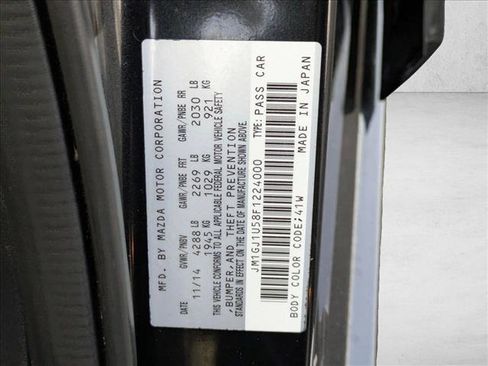 MFD. BY MAZDA MOTOR CORPORATION
DATE GVWR/PNBV GAWR/PNBE FRT GAWR/PNBE RR
11/14 4288 LB 2269 LB 2030 LB
1945 KG 1029 KG 921 KG
THIS VEHICLE CONFORMS TO ALL APPLICABLE FEDERAL MOTOR VEHICLE SAFETY
,BUMPER,AND THEFT PREVENTION
STANDARDS IN EFFECT ON THE DATE OF MANUFACTURE SHOWN ABOVE.
JM1GJ1U58F1224000 TYPE: PASS CAR
BODY COLOR CODE;41W MADE IN JAPAN